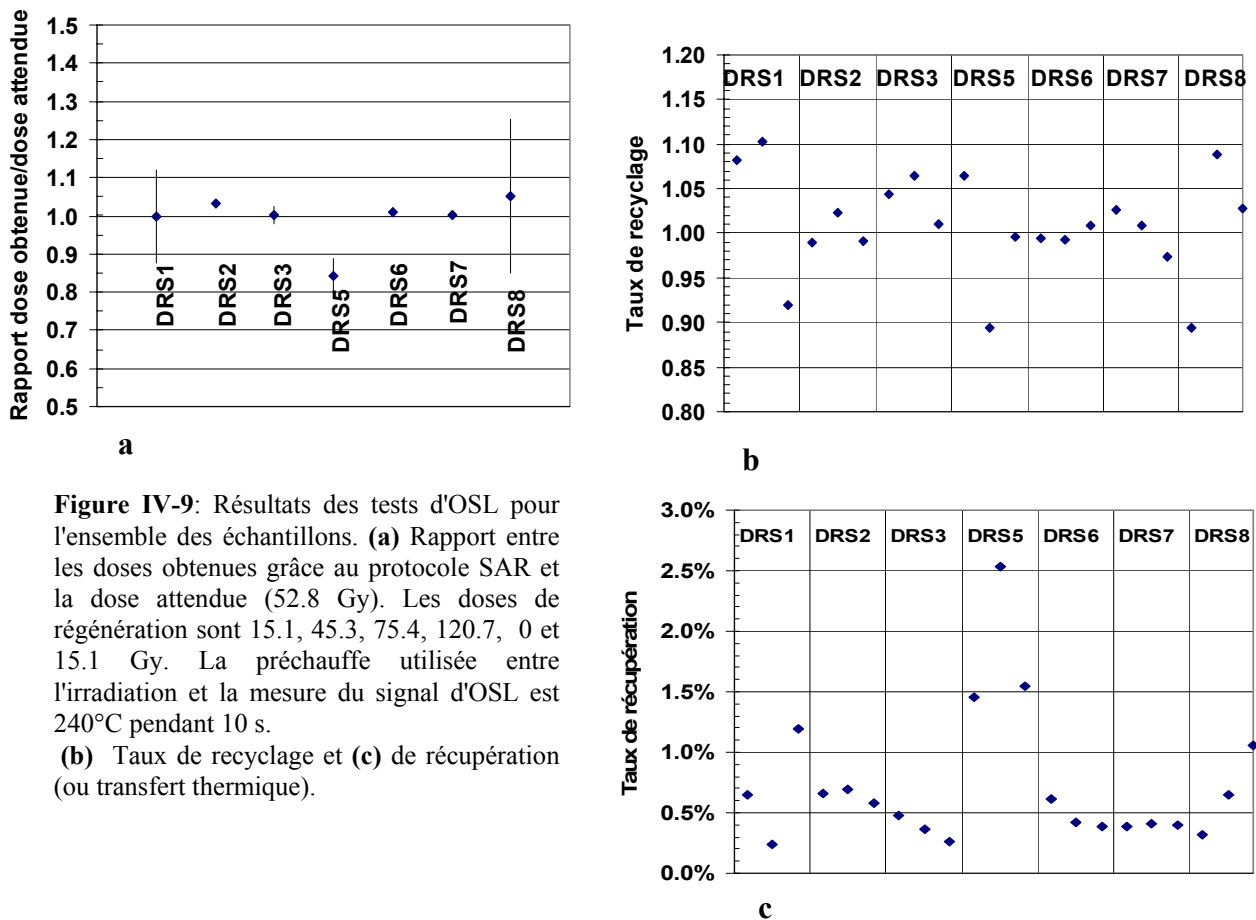 1.5
1.4
1.3
1.2
1.1
1.0
0.9
0.8
0.7
0.6
0.5
Rapport dose obtenue/dose attendue
DRS1
DRS2
DRS3
DRS5
DRS6
DRS7
DRS8
a
1.20
1.15
1.10
1.05
1.00
0.95
0.90
0.85
0.80
Taux de recyclage
DRS1 DRS2 DRS3 DRS5 DRS6 DRS7 DRS8
b
Figure IV-9: Résultats des tests d'OSL pour
l'ensemble des échantillons. (a) Rapport entre
les doses obtenues grâce au protocole SAR et
la dose attendue (52.8 Gy). Les doses de
régénération sont 15.1, 45.3, 75.4, 120.7, 0 et
15.1 Gy. La préchauffe utilisée entre
l'irradiation et la mesure du signal d'OSL est
240°C pendant 10 s.
(b) Taux de recyclage et (c) de récupération
(ou transfert thermique).
3.0%
2.5%
2.0%
1.5%
1.0%
0.5%
0.0%
Taux de récupération
DRS1 DRS2 DRS3 DRS5 DRS6 DRS7 DRS8
c